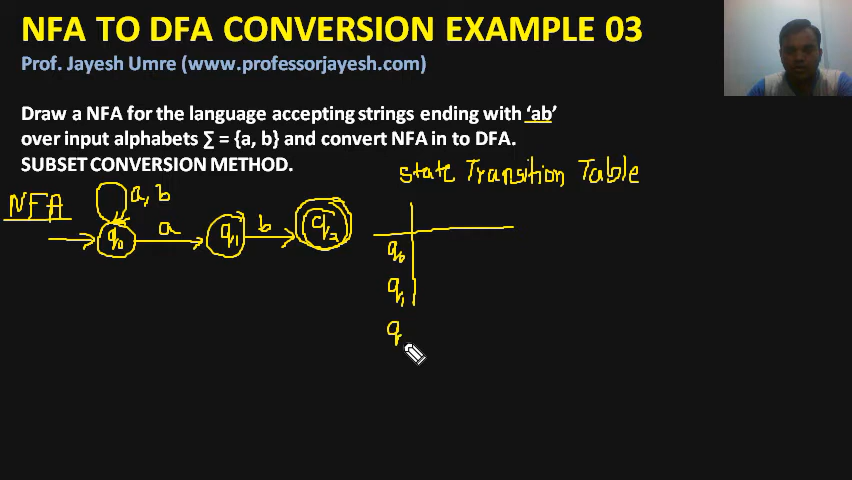 NFA TO DFA CONVERSION EXAMPLE 03
Prof. Jayesh Umre (www.professorjayesh.com)
Draw a NFA for the language accepting strings ending with ‘ab’
over input alphabets ∑ = {a, b} and convert NFA in to DFA.
SUBSET CONVERSION METHOD.
state Transition Table
NFA
a, b
q0 a q1 b q2
q0
q1
q